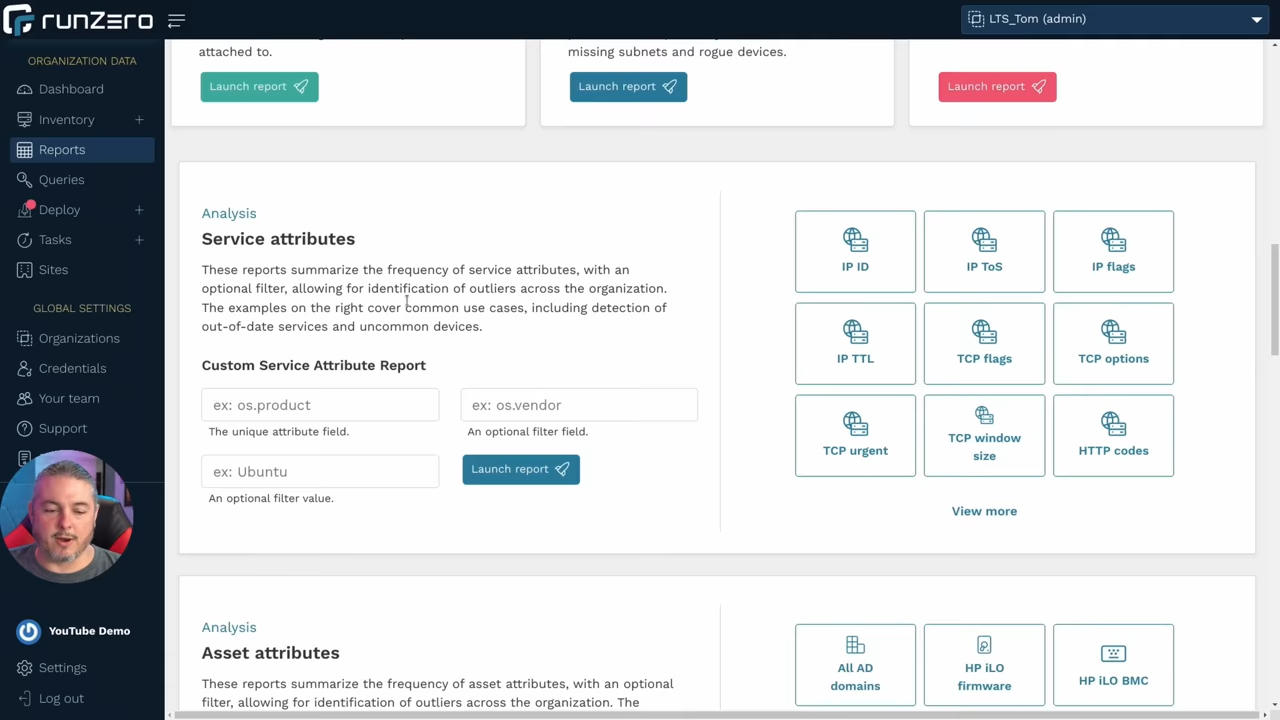 runZero
LTS_Tom (admin)
ORGANIZATION DATA
Dashboard
Inventory
Reports
Queries
Deploy
Tasks
Sites
GLOBAL SETTINGS
Organizations
Credentials
Your team
Support
YouTube Demo
Settings
Log out
attached to.
Launch report
missing subnets and rogue devices.
Launch report
Launch report
Analysis
Service attributes
These reports summarize the frequency of service attributes, with an
optional filter, allowing for identification of outliers across the organization.
The examples on the right cover common use cases, including detection of
out-of-date services and uncommon devices.
Custom Service Attribute Report
ex: os.product
The unique attribute field.
ex: os.vendor
An optional filter field.
ex: Ubuntu
An optional filter value.
Launch report
IP ID
IP ToS
IP flags
IP TTL
TCP flags
TCP options
TCP urgent
TCP window
size
HTTP codes
View more
Analysis
Asset attributes
These reports summarize the frequency of asset attributes, with an optional
filter, allowing for identification of outliers across the organization. The
All AD
domains
HP iLO
firmware
HP iLO BMC